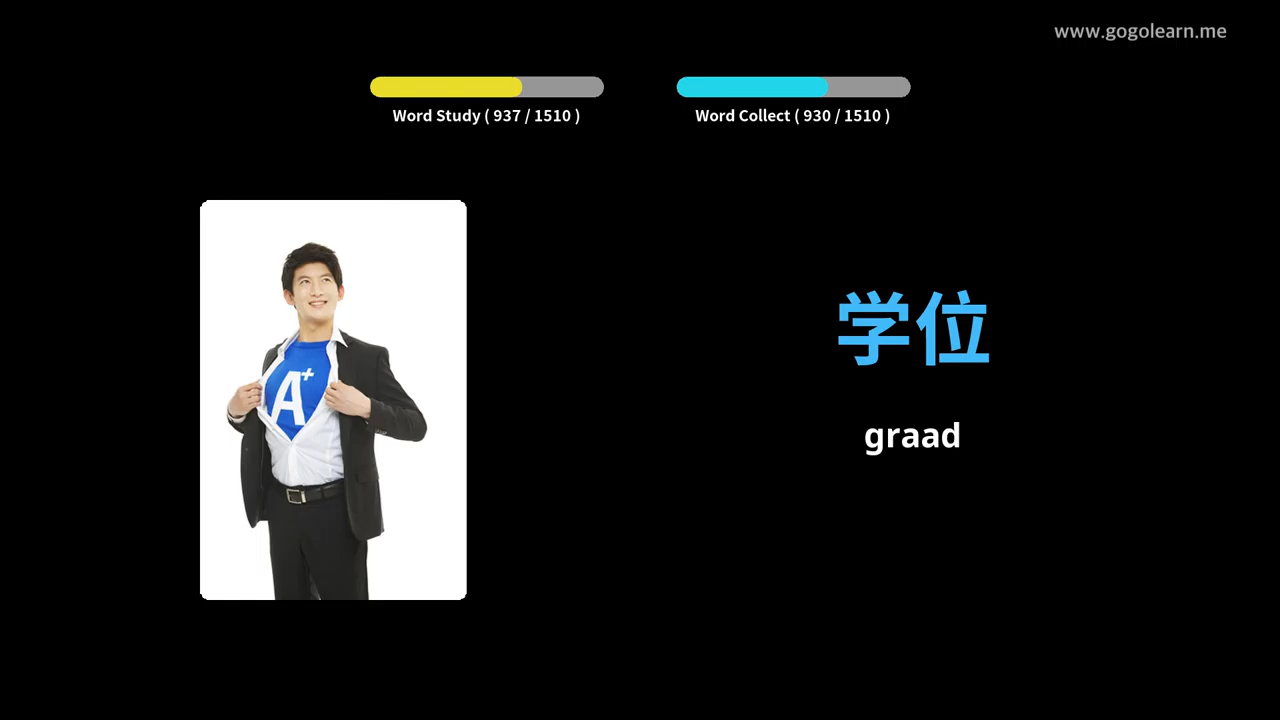 www.gogolearn.me
Word Study ( 937 / 1510 )
Word Collect ( 930 / 1510 )
A+
学位
graad